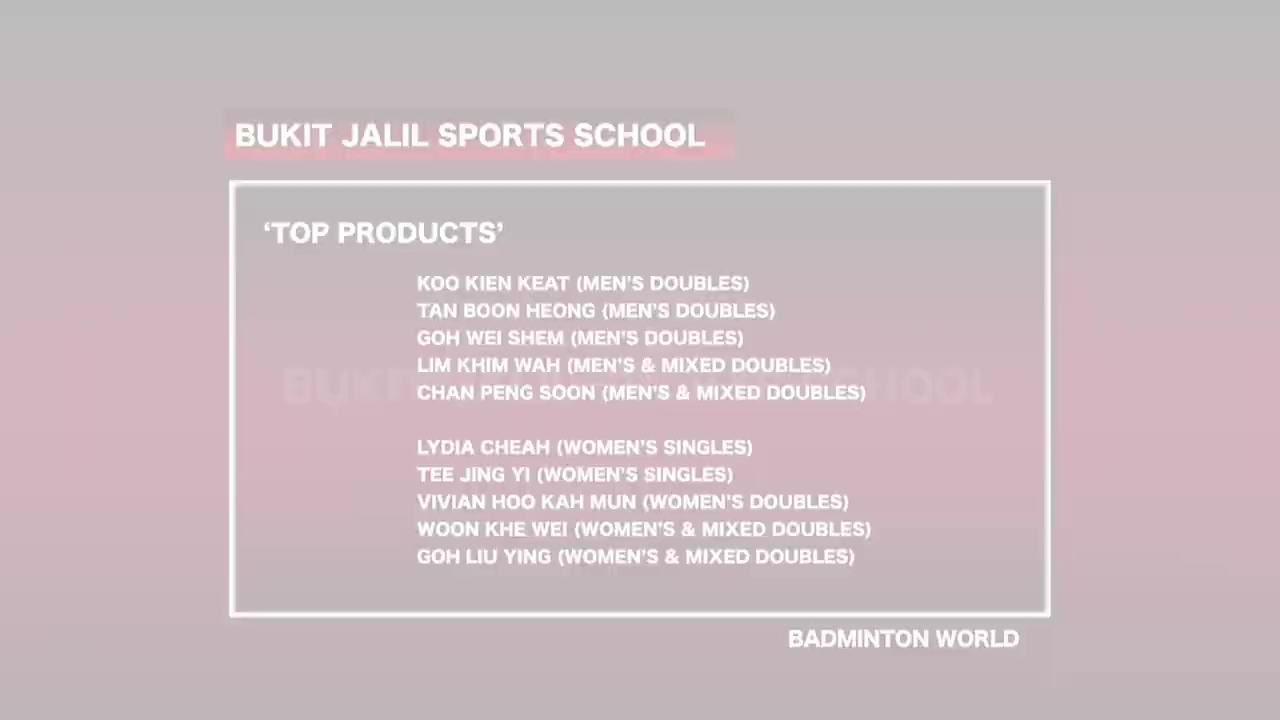 BUKIT JALIL SPORTS SCHOOL
‘TOP PRODUCTS’
KOO KIEN KEAT (MEN’S DOUBLES)
TAN BOON HEONG (MEN’S DOUBLES)
GOH WEI SHEM (MEN’S DOUBLES)
LIM KHIM WAH (MEN’S & MIXED DOUBLES)
CHAN PENG SOON (MEN’S & MIXED DOUBLES)
LYDIA CHEAH (WOMEN’S SINGLES)
TEE JING YI (WOMEN’S SINGLES)
VIVIAN HOO KAH MUN (WOMEN’S DOUBLES)
WOON KHE WEI (WOMEN’S & MIXED DOUBLES)
GOH LIU YING (WOMEN’S & MIXED DOUBLES)
BADMINTON WORLD